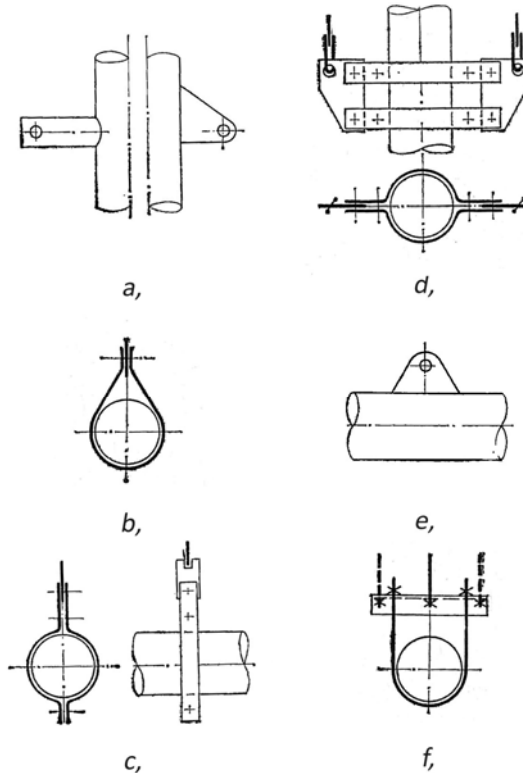 a,
d,
b,
e,
c,
f,